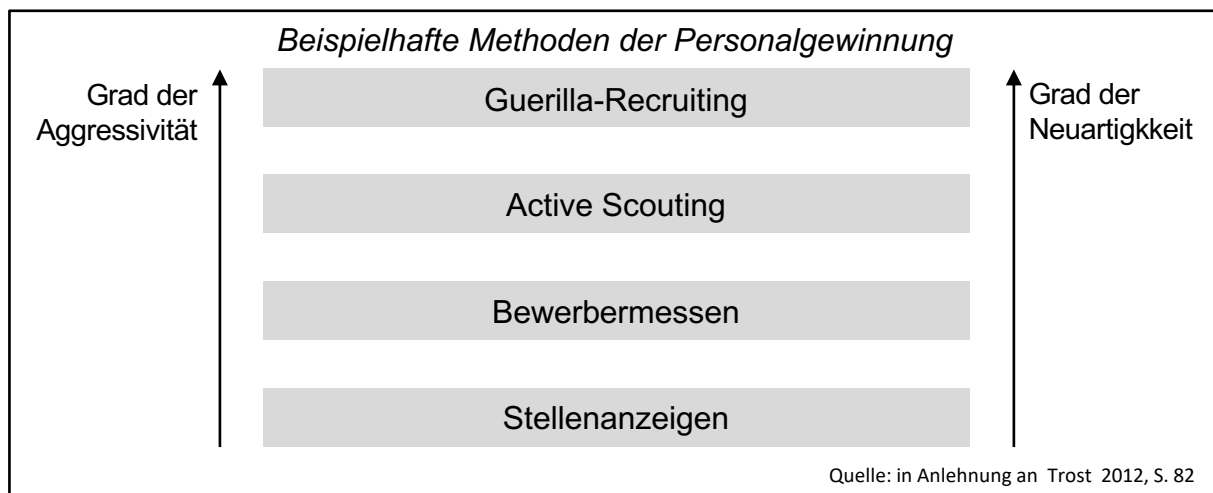 Beispielhafte Methoden der Personalgewinnung
Grad der
Aggressivität
Guerilla-Recruiting
Grad der
Neuartigkkeit
Active Scouting
Bewerbermessen
Stellenanzeigen
Quelle: in Anlehnung an Trost 2012, S. 82